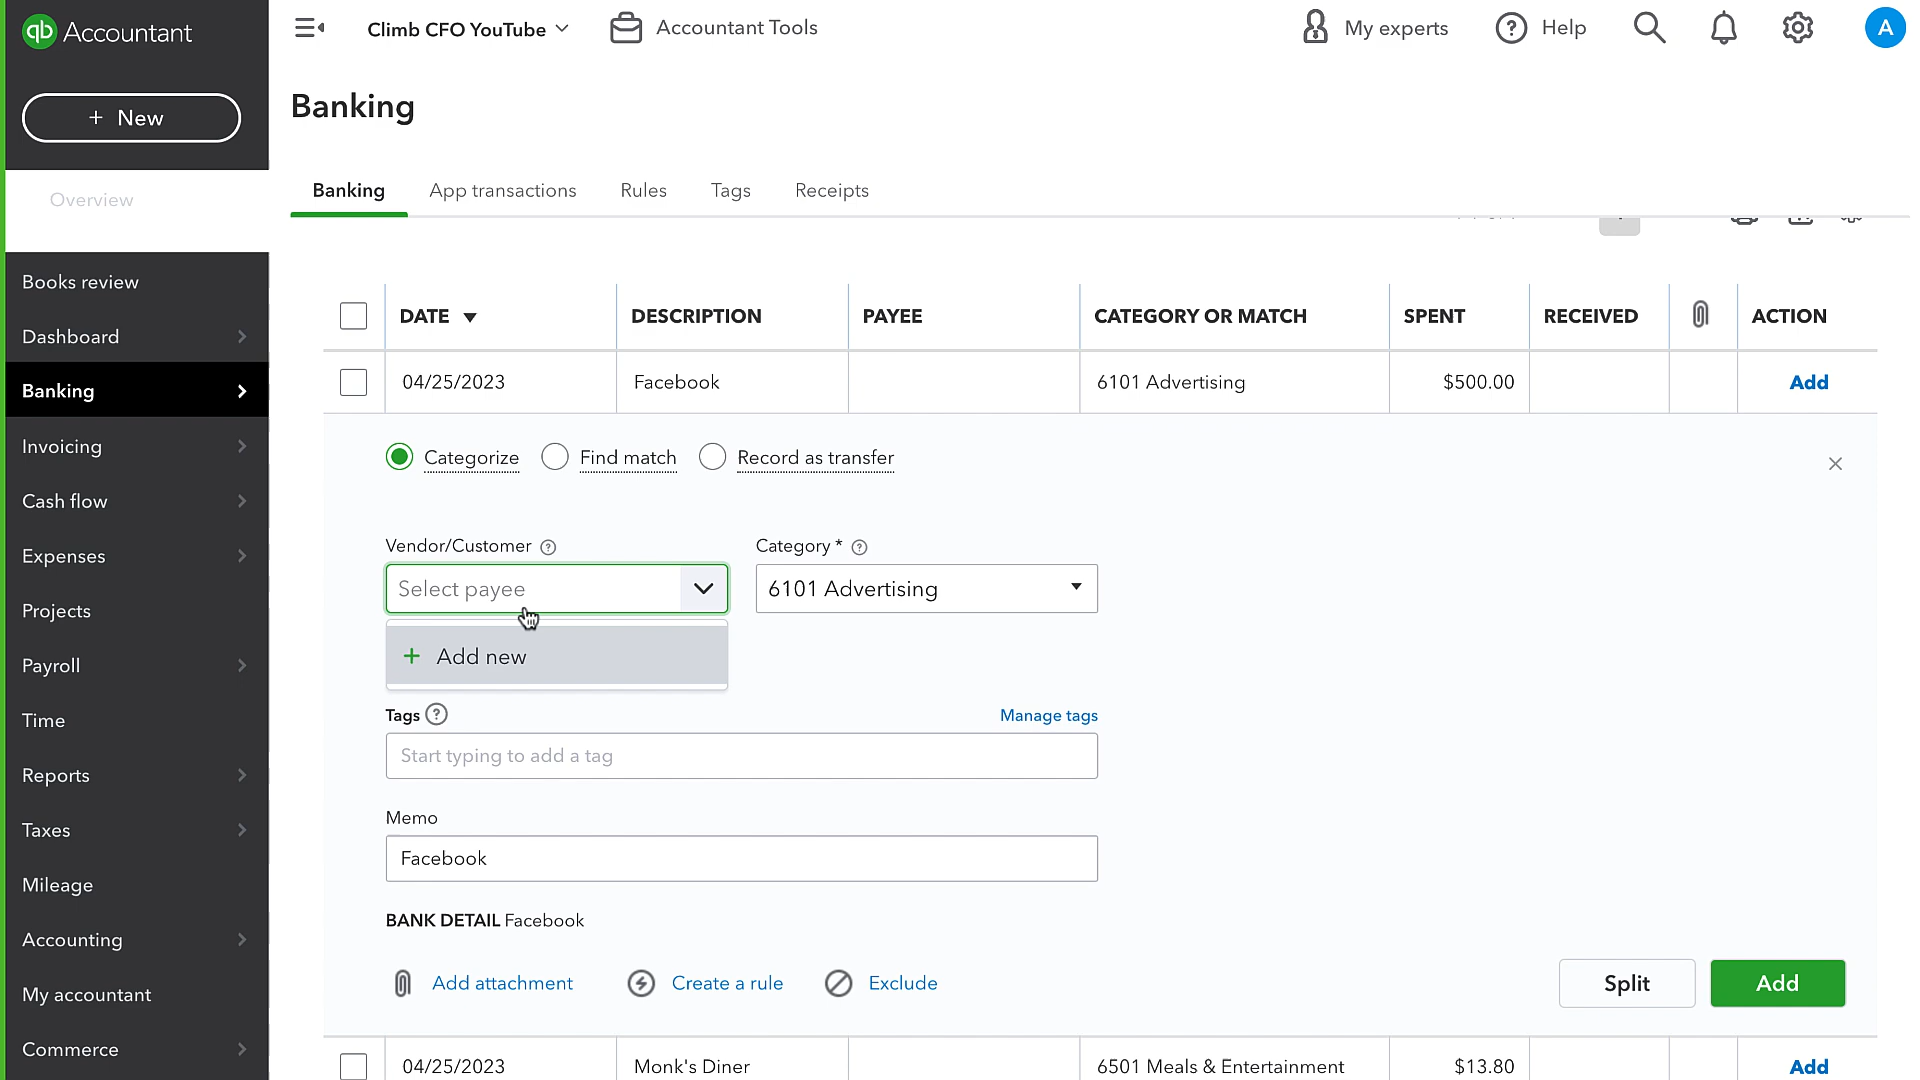 qb Accountant
Climb CFO YouTube
Accountant Tools
My experts
Help
A
+ New
Banking
Overview
Banking
App transactions
Rules
Tags
Receipts
Books review
Dashboard
Banking
Invoicing
Cash flow
Expenses
Projects
Payroll
Time
Reports
Taxes
Mileage
Accounting
My accountant
Commerce
DATE DESCRIPTION PAYEE CATEGORY OR MATCH SPENT RECEIVED ACTION
04/25/2023 Facebook 6101 Advertising $500.00 Add
Categorize Find match Record as transfer
Vendor/Customer ? Category * ?
Select payee 6101 Advertising
+ Add new
Tags ? Manage tags
Start typing to add a tag
Memo
Facebook
BANK DETAIL Facebook
Add attachment Create a rule Exclude Split Add
04/25/2023 Monk's Diner 6501 Meals & Entertainment $13.80 Add